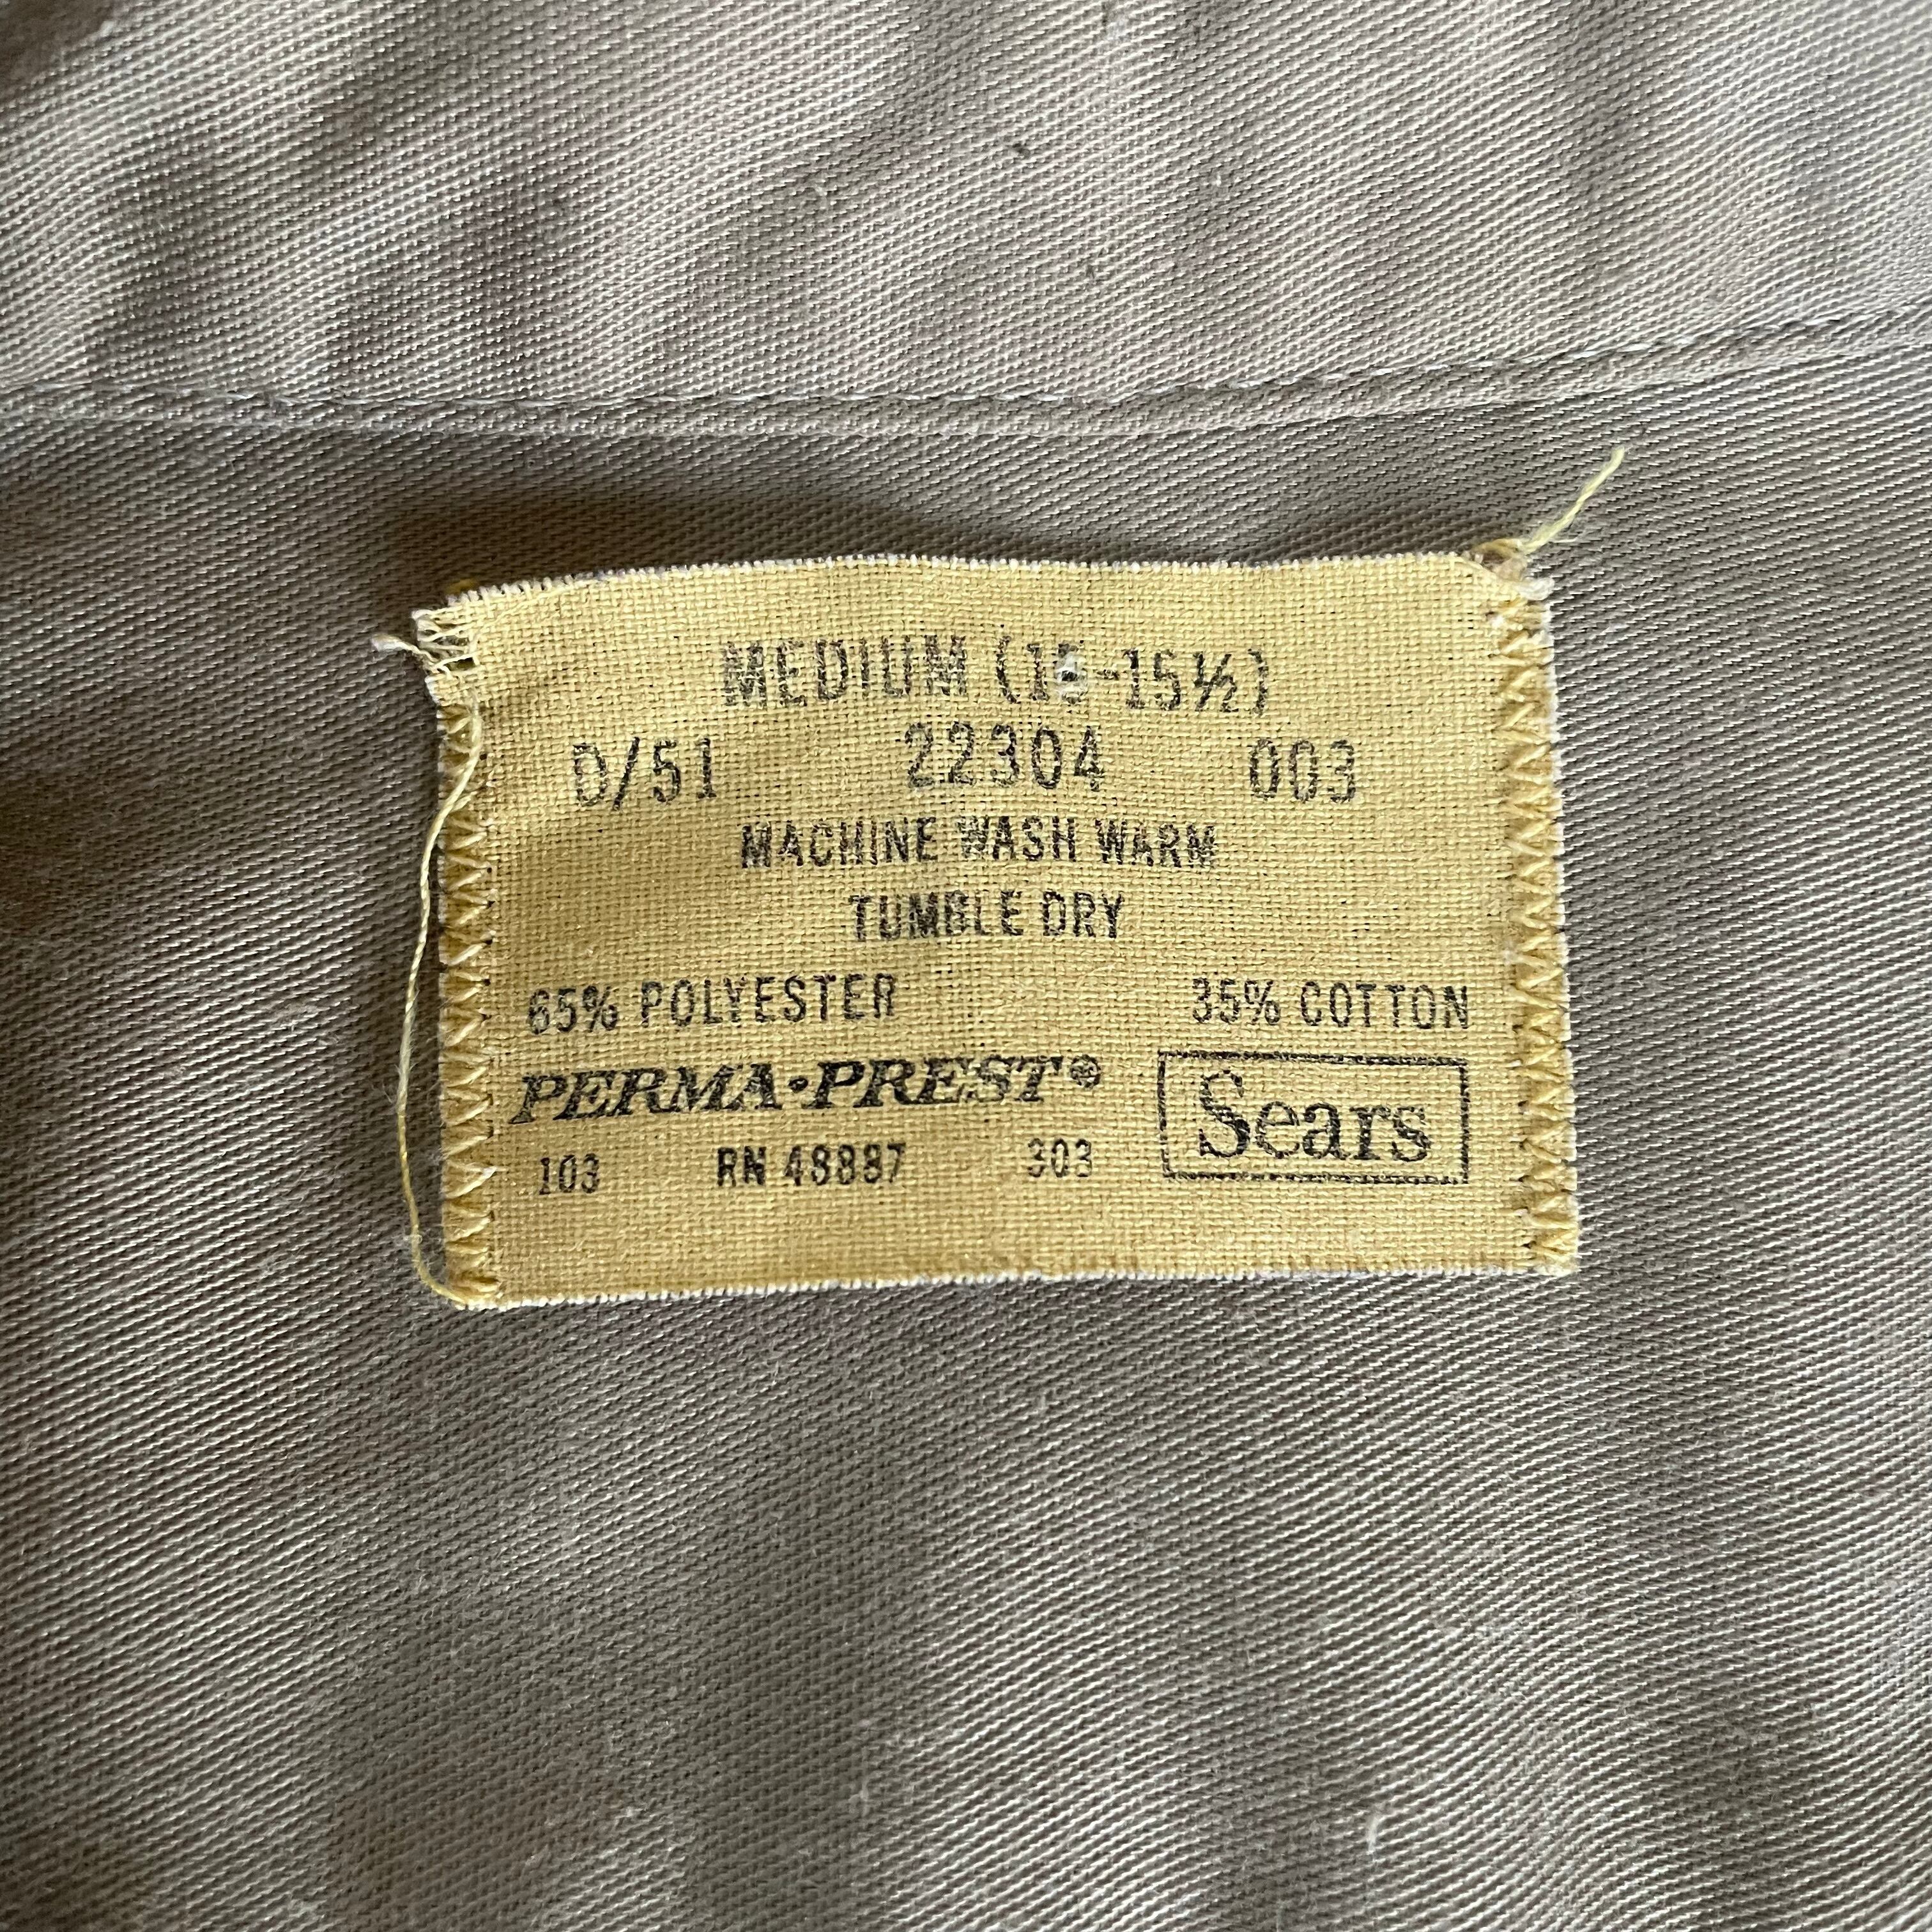 MEDIUM (15-15½)
D/51 22304 003
MACHINE WASH WARM
TUMBLE DRY
65% POLYESTER 35% COTTON
PERMA·PREST® Sears
103 RN 48887 303